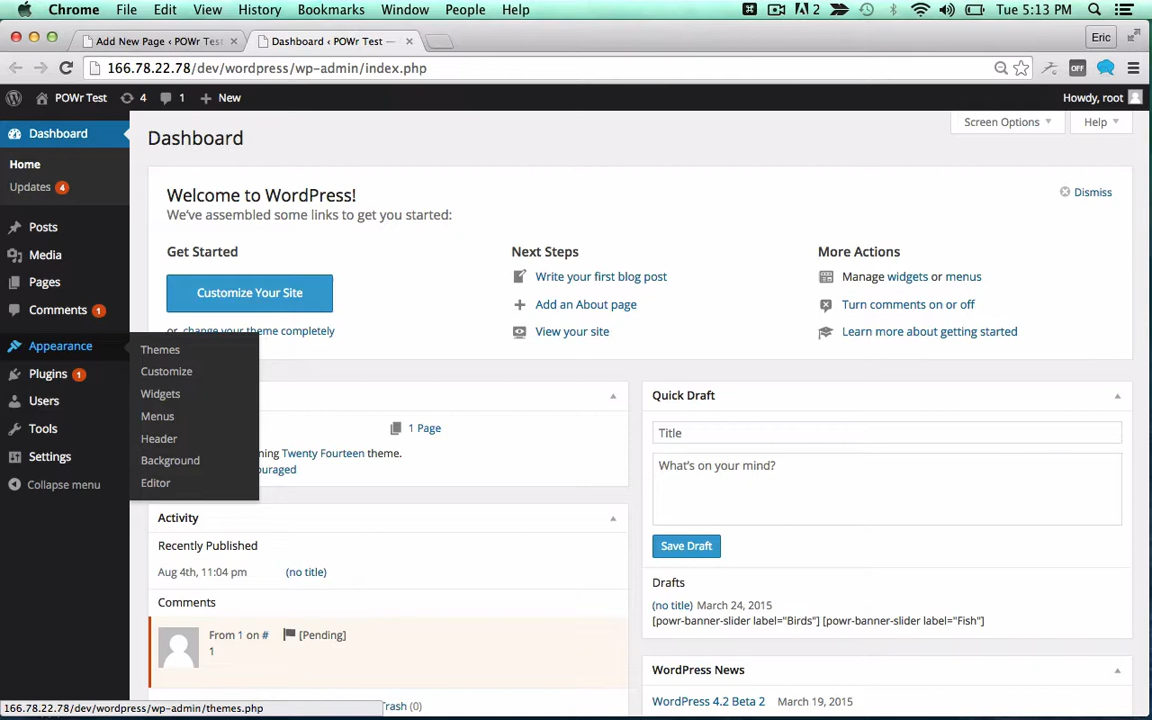 Chrome File Edit View History Bookmarks Window People Help 2 Tue 5:13 PM
Add New Page ‹ POWr Test × Dashboard ‹ POWr Test — × Eric
166.78.22.78/dev/wordpress/wp-admin/index.php OFF
POWr Test 4 1 + New Howdy, root
Dashboard
Home
Updates 4
Posts
Media
Pages
Comments 1
Appearance
Plugins 1
Users
Tools
Settings
Collapse menu
Themes
Customize
Widgets
Menus
Header
Background
Editor
Dashboard
Screen Options Help
Welcome to WordPress!
Dismiss
We've assembled some links to get you started:
Get Started
Customize Your Site
or, change your theme completely
Next Steps
Write your first blog post
Add an About page
View your site
More Actions
Manage widgets or menus
Turn comments on or off
Learn more about getting started
1 Page
ning Twenty Fourteen theme.
ouraged
Activity
Recently Published
Aug 4th, 11:04 pm (no title)
Comments
From 1 on # [Pending]
1
Trash (0)
Quick Draft
Title
What's on your mind?
Save Draft
Drafts
(no title) March 24, 2015
[powr-banner-slider label="Birds"] [powr-banner-slider label="Fish"]
WordPress News
WordPress 4.2 Beta 2 March 19, 2015
166.78.22.78/dev/wordpress/wp-admin/themes.php